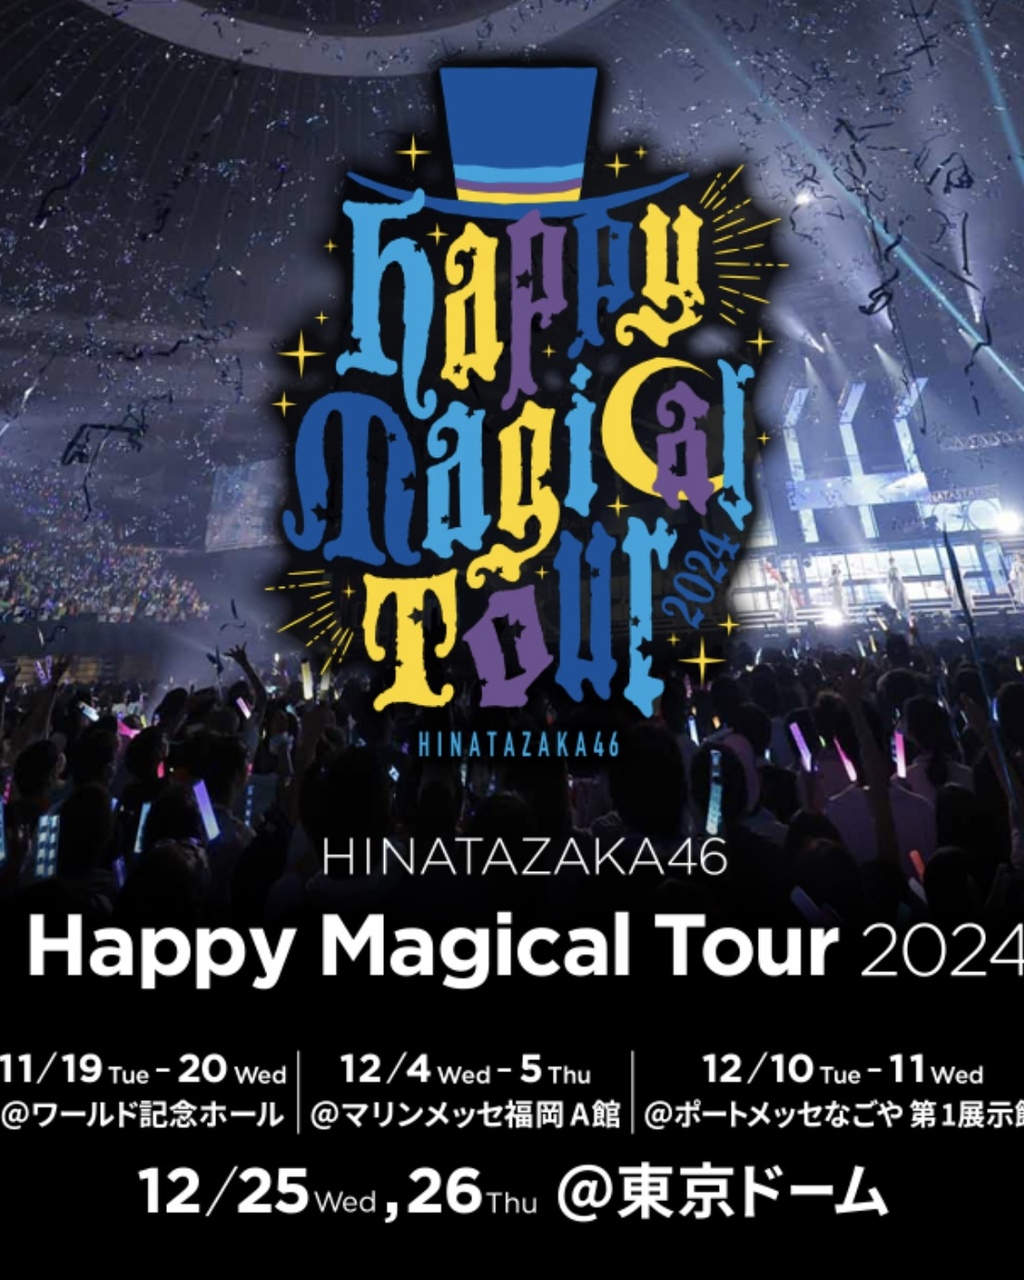 happy
Magical
Tour 2024
HINATAZAKA46
HINATAZAKA46
Happy Magical Tour 2024
11/19 Tue - 20 Wed
@ワールド記念ホール
12/4 Wed - 5 Thu
@マリンメッセ福岡 A館
12/10 Tue - 11 Wed
@ポートメッセなごや 第1展示館
12/25 Wed , 26 Thu @東京ドーム